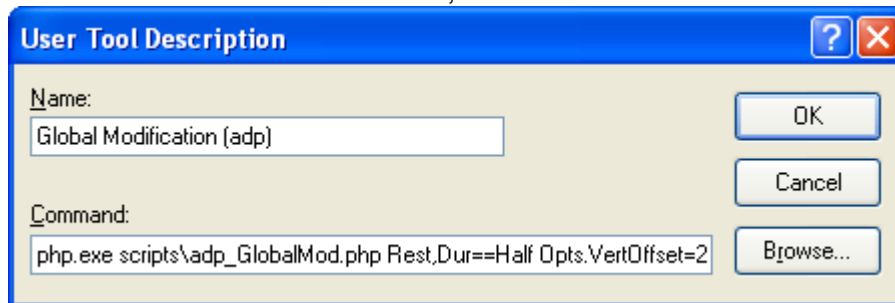 User Tool Description
Name:
Global Modification (adp)
OK
Cancel
Command:
php.exe scripts\adp_GlobalMod.php Rest,Dur==Half Opts.VertOffset=2
Browse...